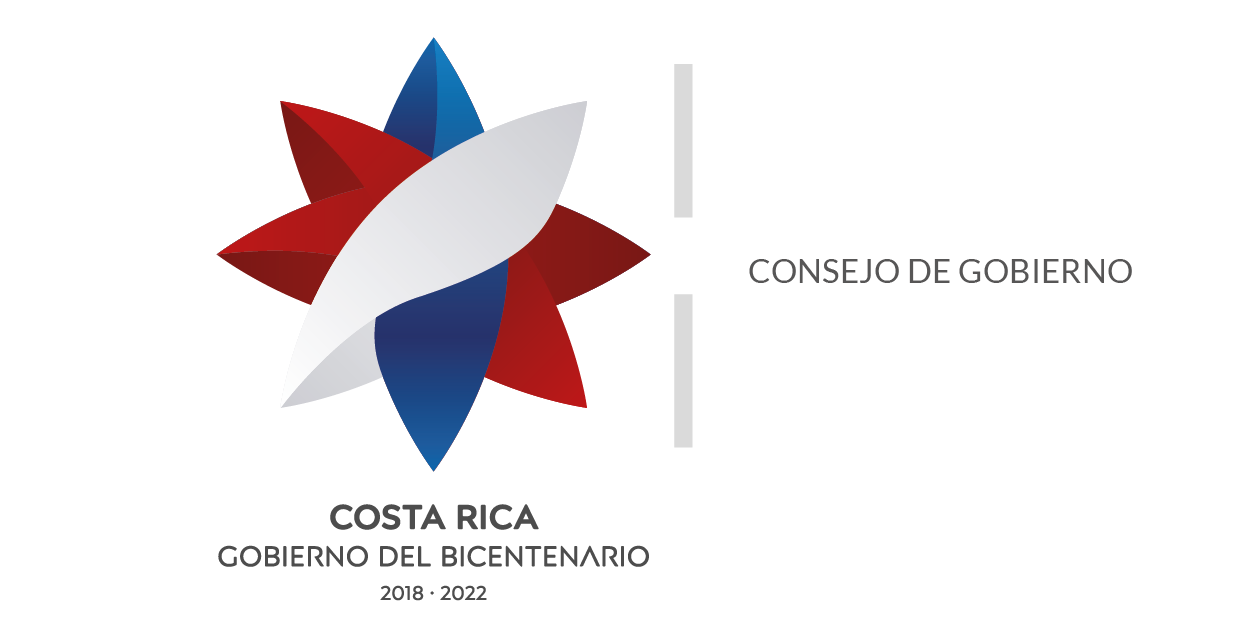 CONSEJO DE GOBIERNO
COSTA RICA
GOBIERNO DEL BICENTENARIO
2018 · 2022